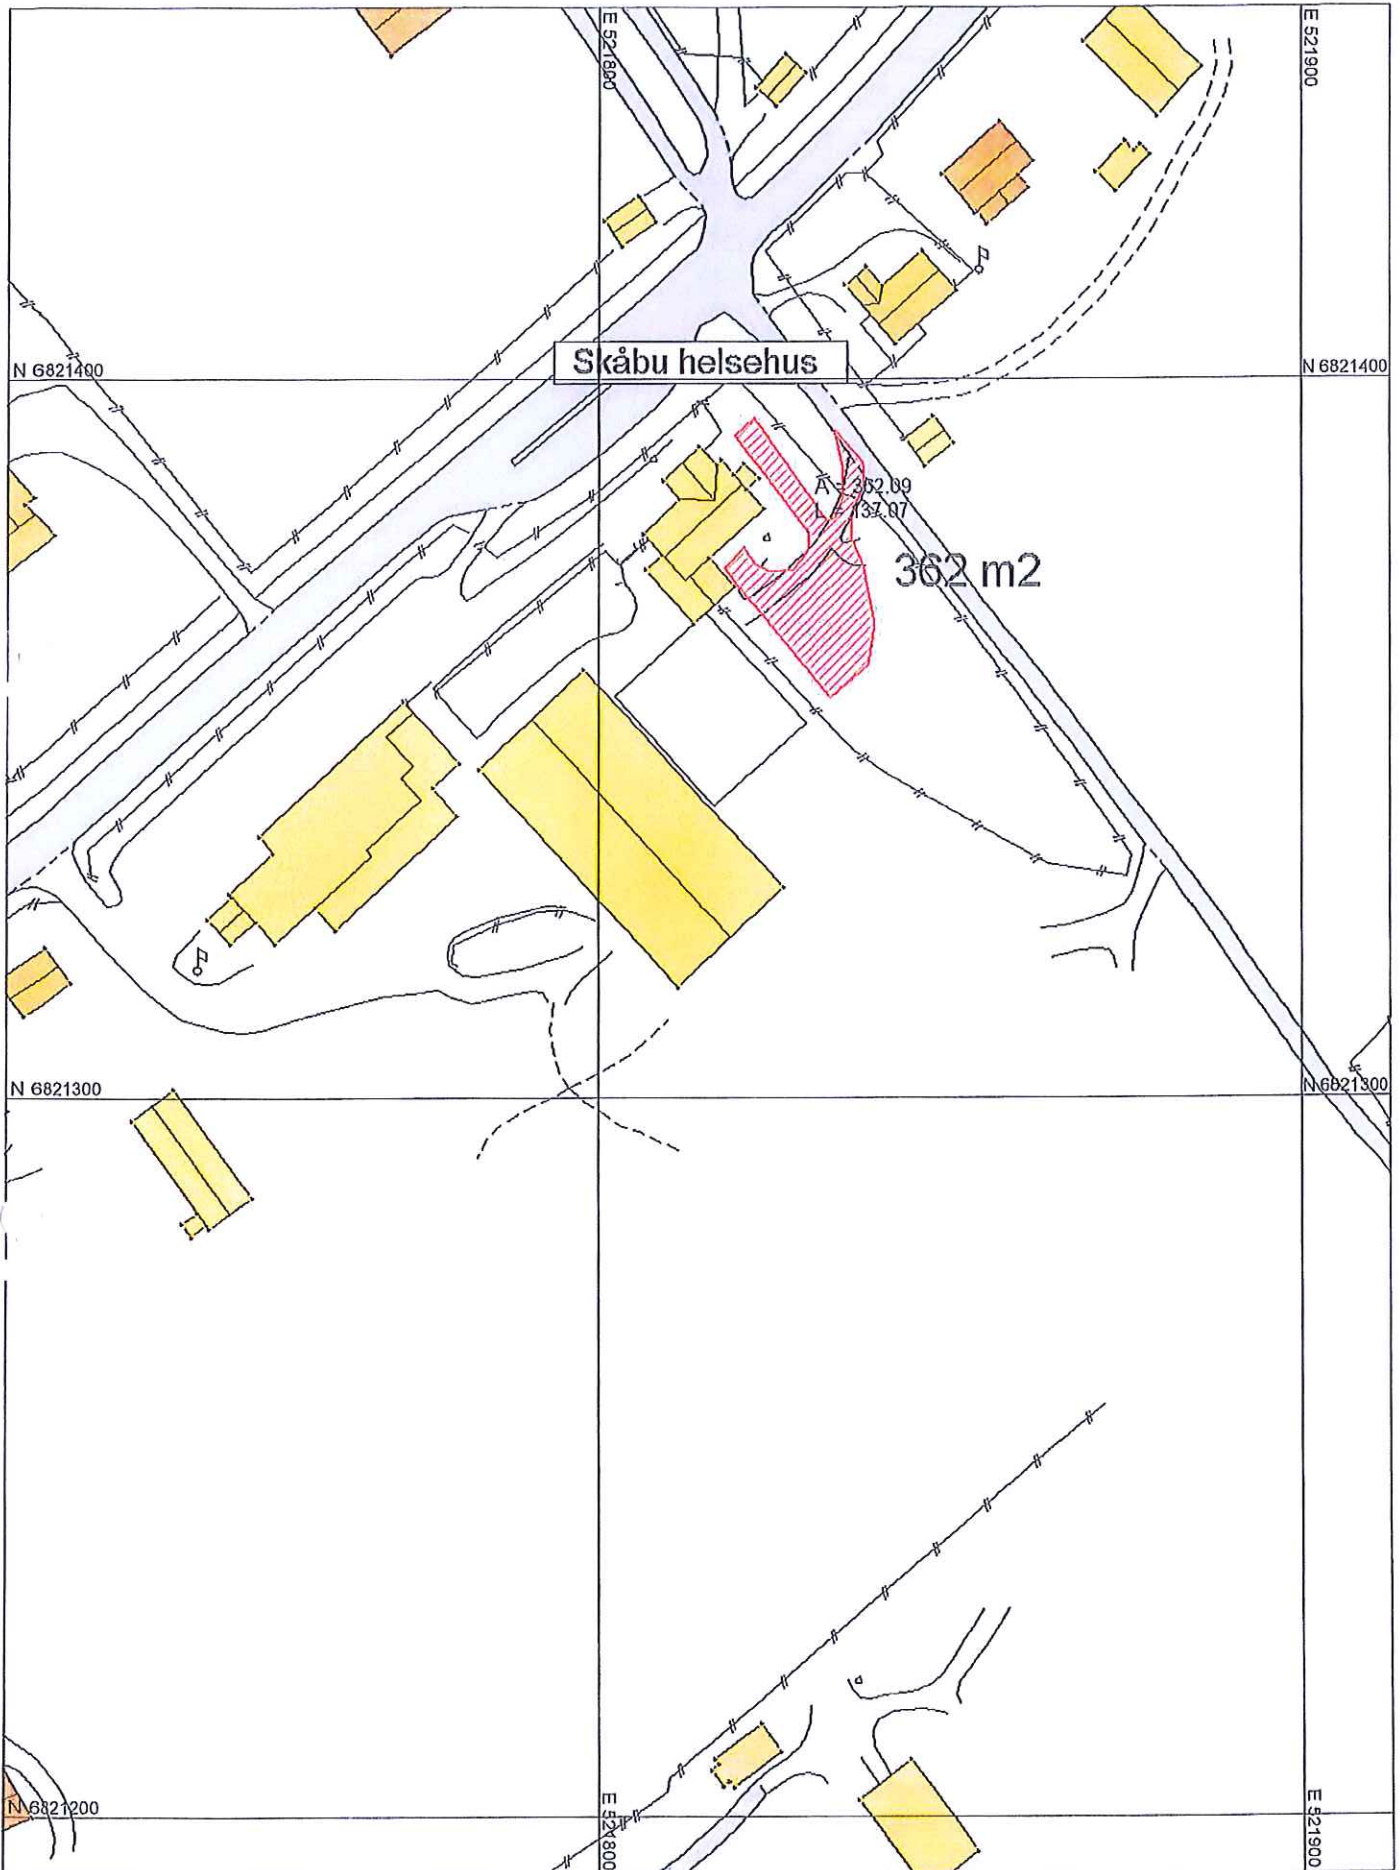 E 521800
E 521900
N 6821400
Skåbu helsehus
N 6821400
A = 362.09
L = 137.07
362 m2
N 6821300
N 6821300
N 6821200
E 521800
E 521900